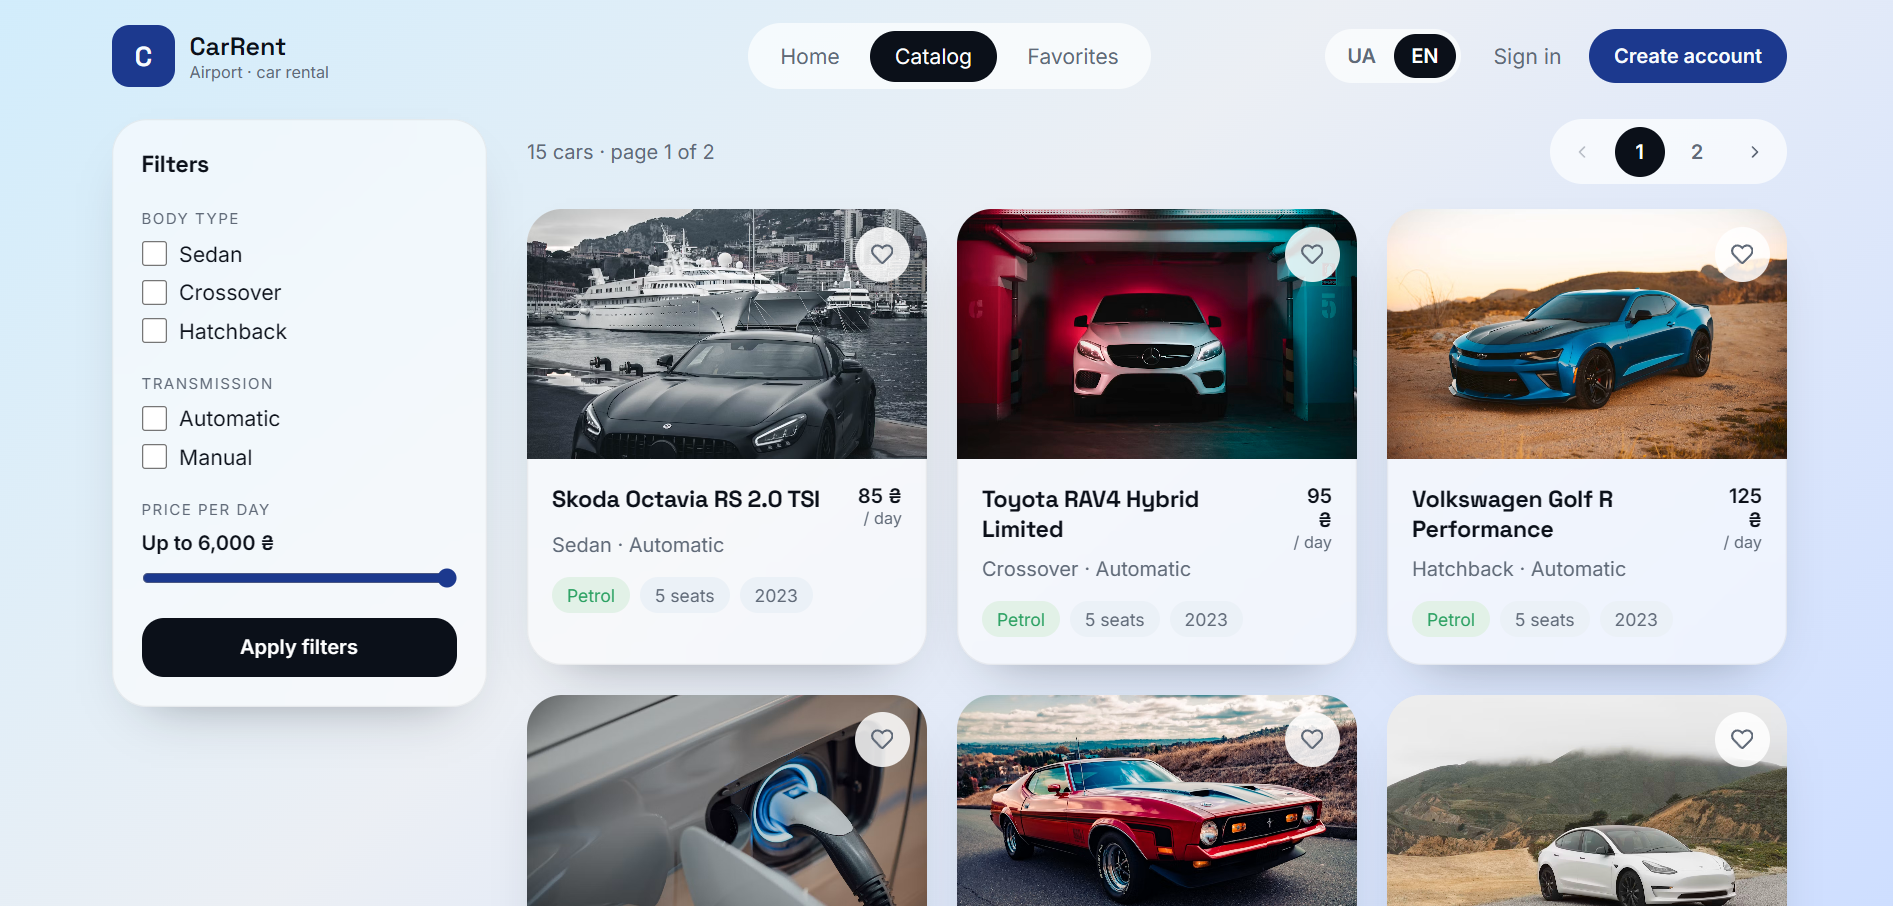 C
CarRent
Airport · car rental
Home
Catalog
Favorites
UA
EN
Sign in
Create account
Filters
BODY TYPE
Sedan
Crossover
Hatchback
TRANSMISSION
Automatic
Manual
PRICE PER DAY
Up to 6,000 ₴
Apply filters
15 cars · page 1 of 2
‹
1
2
›
Skoda Octavia RS 2.0 TSI
85 ₴
/ day
Sedan · Automatic
Petrol
5 seats
2023
5
Toyota RAV4 Hybrid
Limited
95
₴
/ day
Crossover · Automatic
Petrol
5 seats
2023
Volkswagen Golf R
Performance
125
₴
/ day
Hatchback · Automatic
Petrol
5 seats
2023